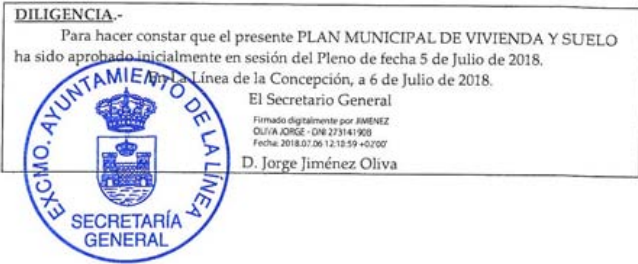 DILIGENCIA.-
Para hacer constar que el presente PLAN MUNICIPAL DE VIVIENDA Y SUELO
ha sido aprobado inicialmente en sesión del Pleno de fecha 5 de Julio de 2018.
En La Línea de la Concepción, a 6 de Julio de 2018.
El Secretario General
Firmado digitalmente por JIMENEZ
OLIVA JORGE - DNI 27314190B
Fecha: 2018.07.06 12:10:59 +02'00'
D. Jorge Jiménez Oliva
EXCMO. AYUNTAMIENTO DE LA LÍNEA
SECRETARÍA
GENERAL